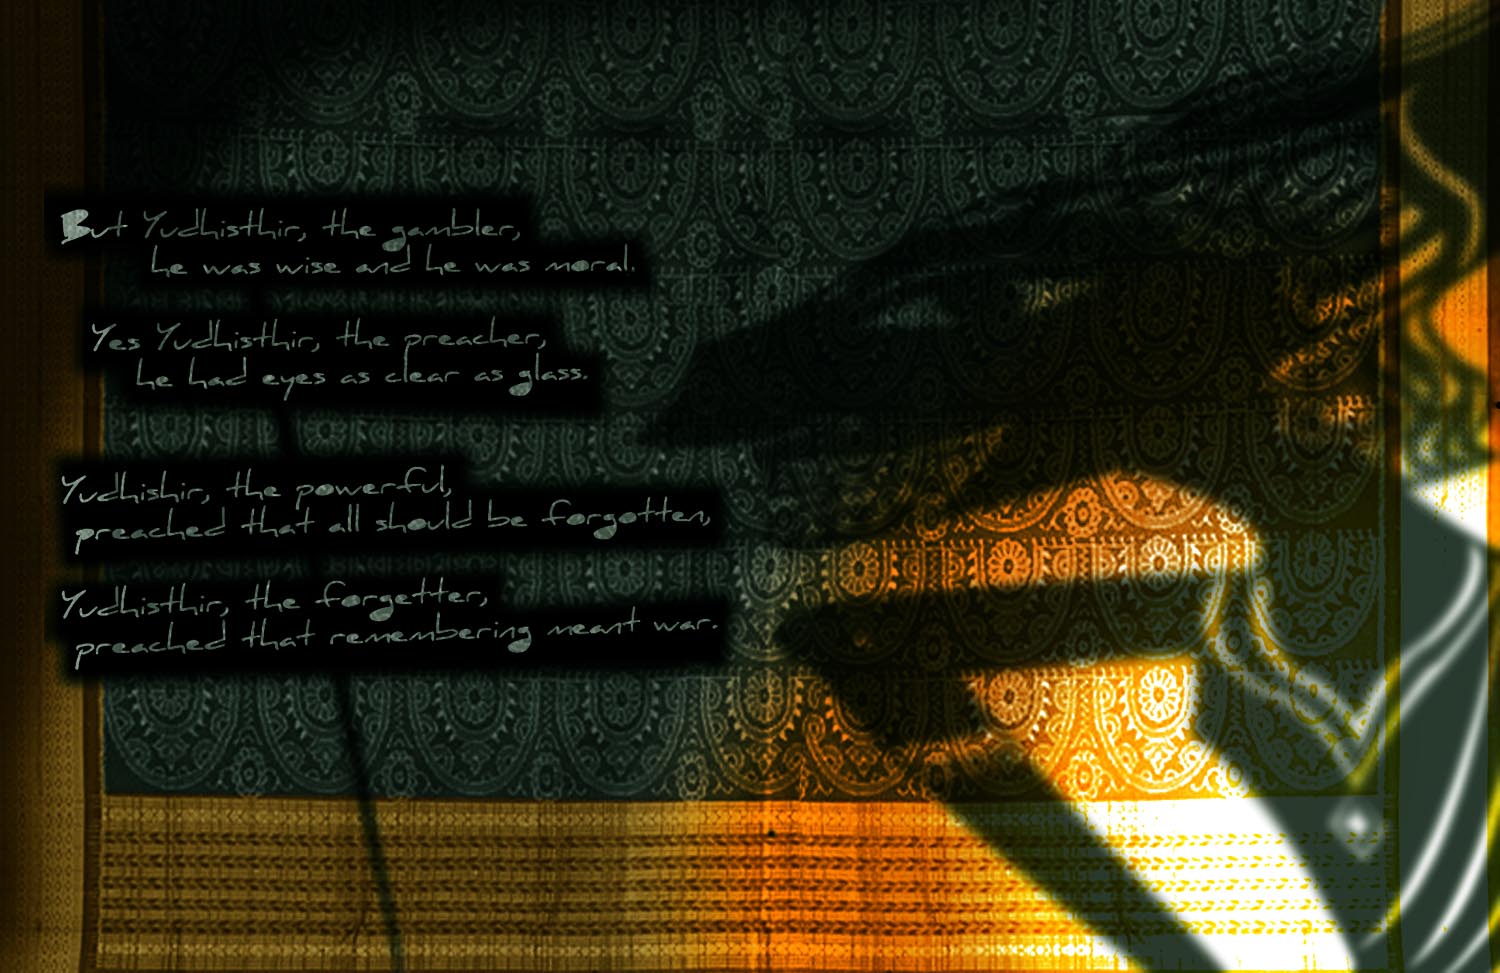 But Yudhisthir, the gambler,
he was wise and he was moral.
Yes Yudhisthir, the preacher,
he had eyes as clear as glass.
Yudhishir, the powerful,
preached that all should be forgotten,
Yudhisthir, the forgetter,
preached that remembering meant war.